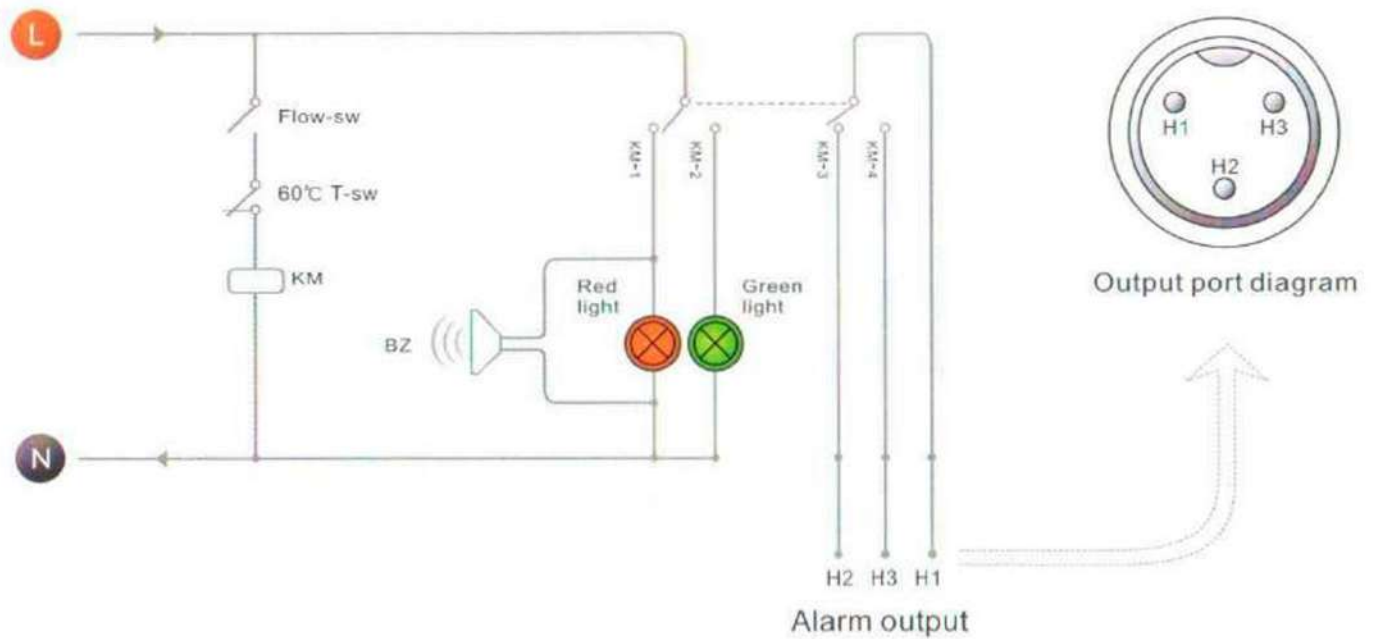 L
Flow-sw
60℃ T-sw
KM
KM-1
KM-2
KM-3
KM-4
BZ
Red
light
Green
light
N
H2 H3 H1
Alarm output
H1
H3
H2
Output port diagram